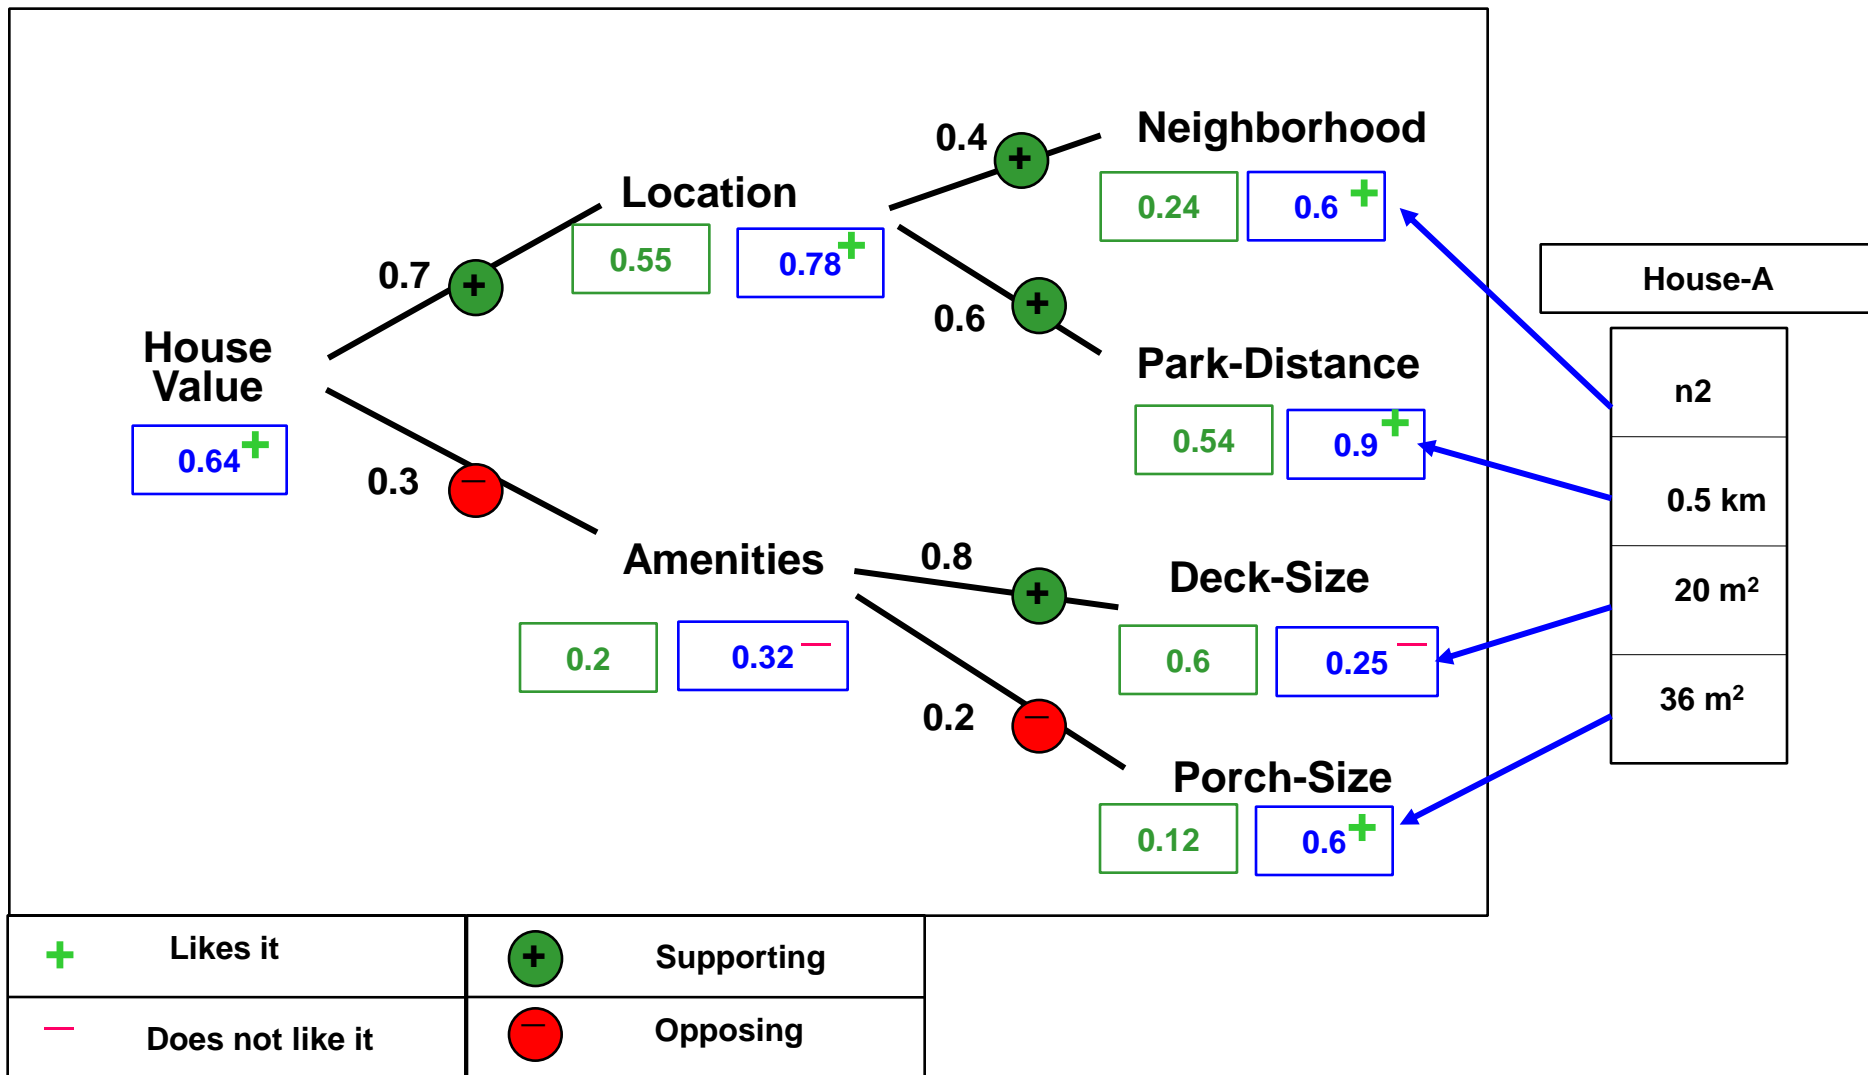 0.4
+
Neighborhood
0.24
0.6 +
Location
0.55
0.78 +
0.7
+
0.6
+
House-A
House
Value
0.64 +
Park-Distance
0.54
0.9 +
n2
0.5 km
20 m²
36 m²
0.3
−
Amenities
0.2
0.32 −
0.8
+
Deck-Size
0.6
0.25 −
0.2
−
Porch-Size
0.12
0.6 +
+ Likes it
+ Supporting
− Does not like it
− Opposing